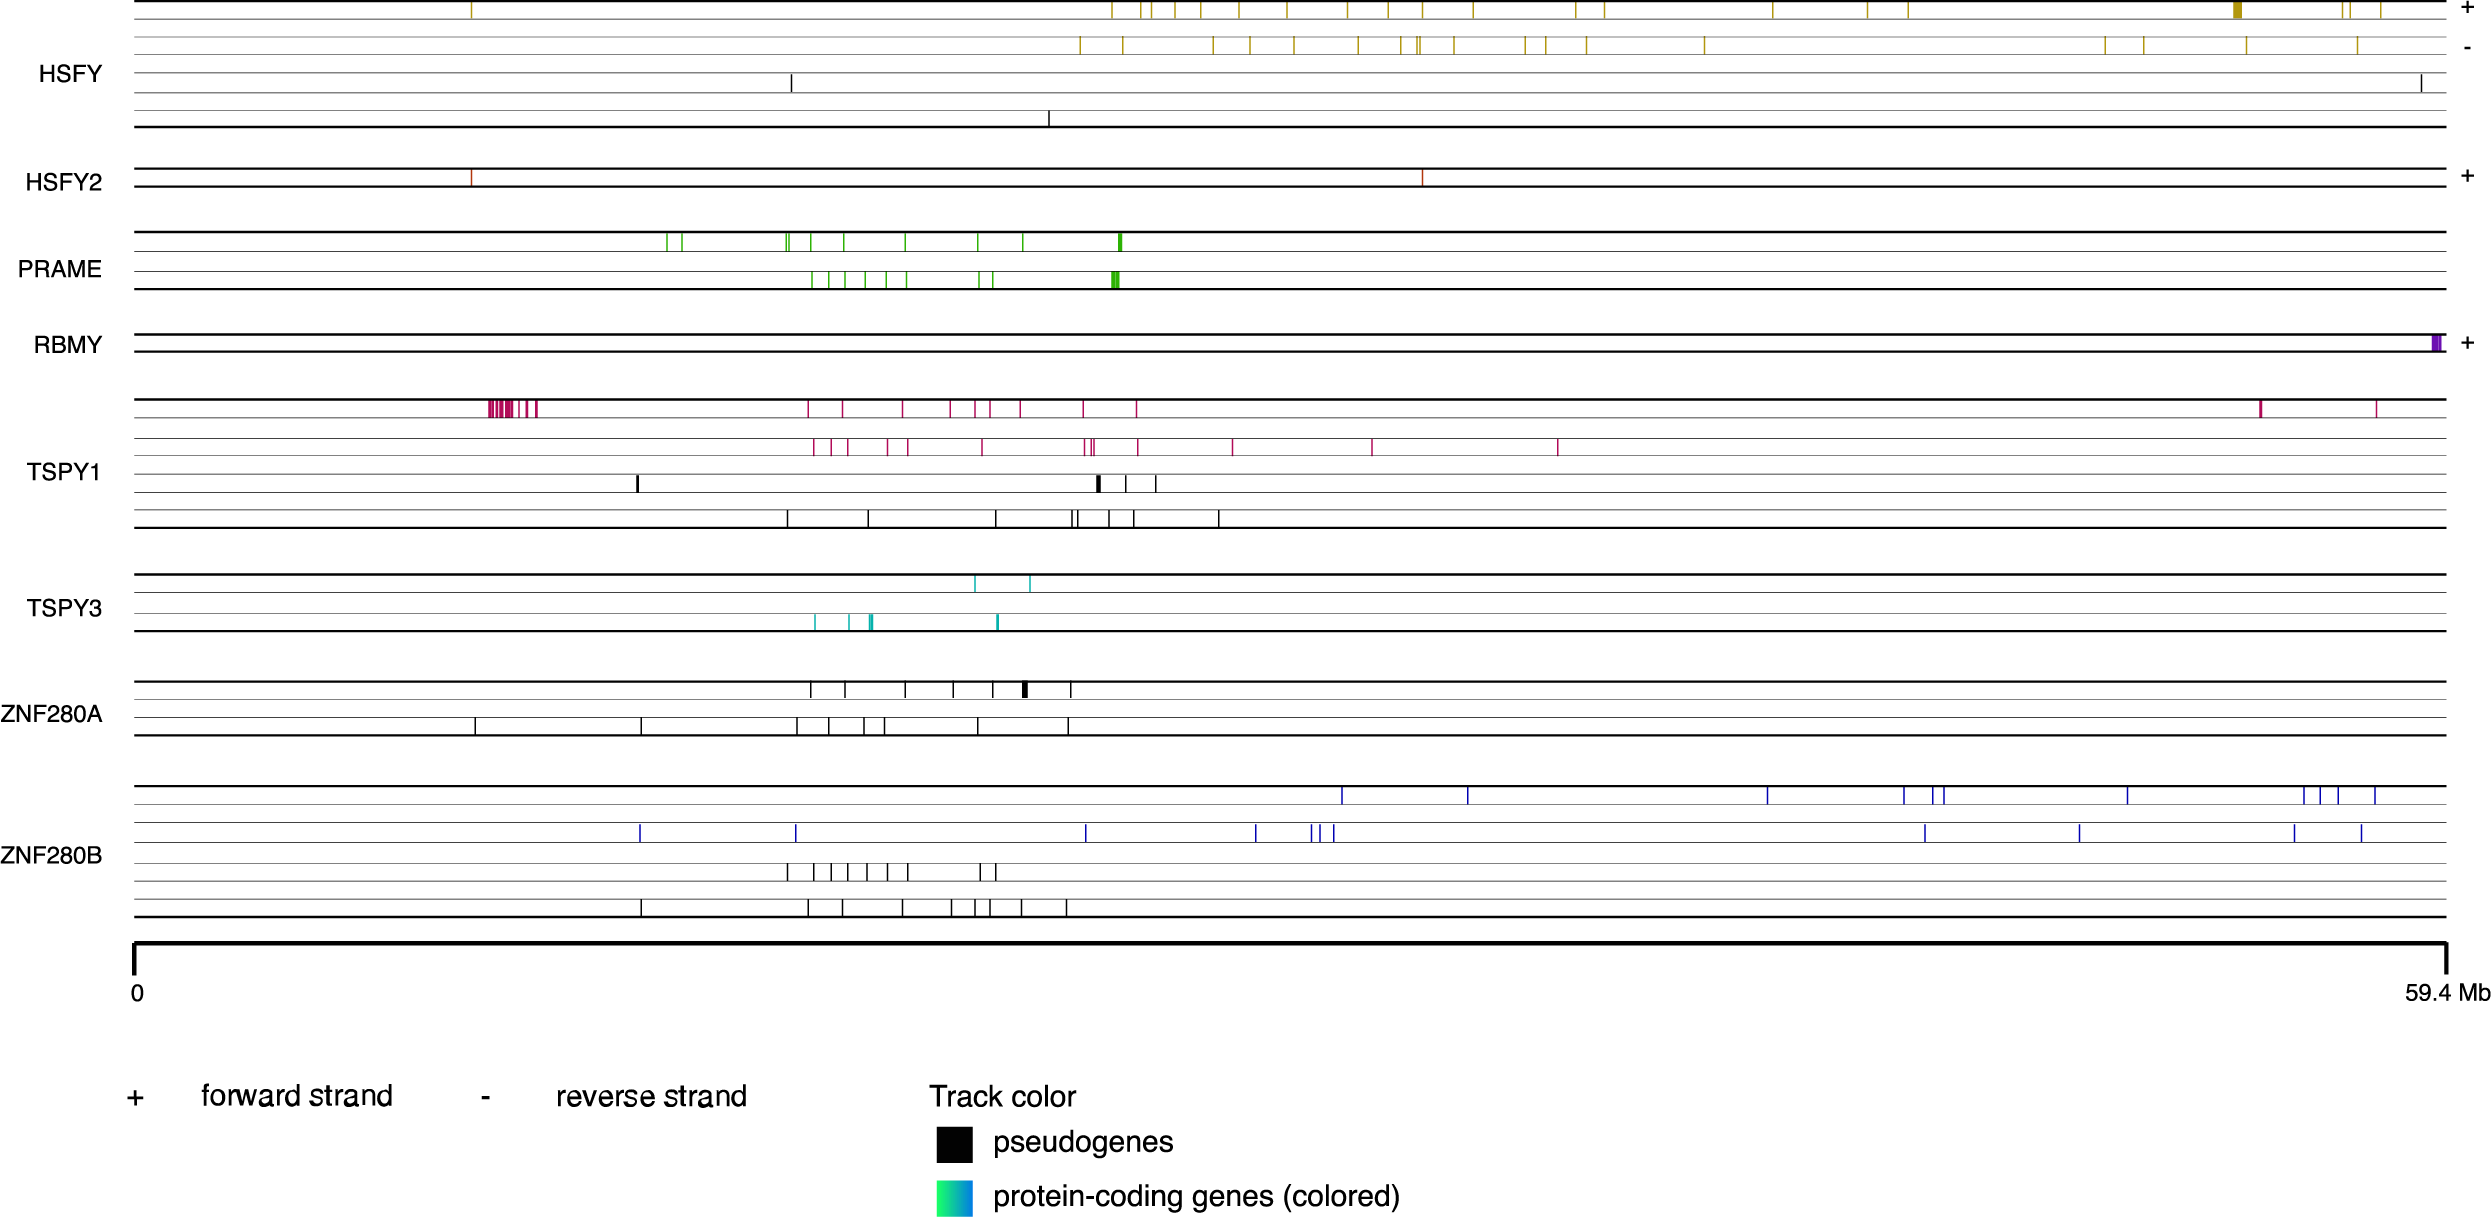 +
-
HSFY
HSFY2 +
PRAME
RBMY +
TSPY1
TSPY3
ZNF280A
ZNF280B
0 59.4 Mb
+ forward strand - reverse strand Track color
pseudogenes
protein-coding genes (colored)